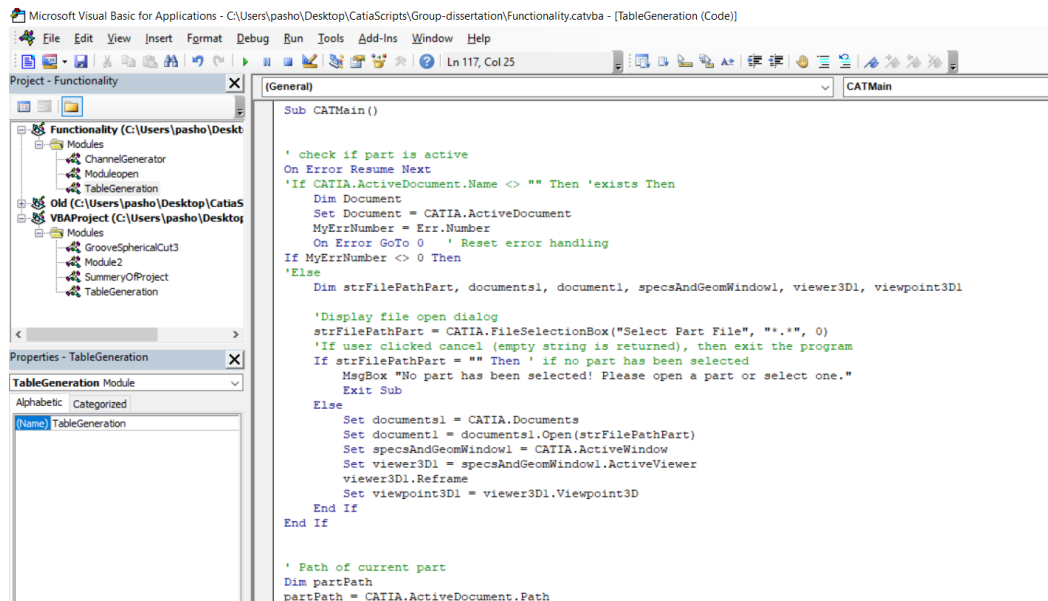 Microsoft Visual Basic for Applications - C:\Users\pasho\Desktop\CatiaScripts\Group-dissertation\Functionality.catvba - [TableGeneration (Code)]
File Edit View Insert Format Debug Run Tools Add-Ins Window Help
Ln 117, Col 25
Project - Functionality
Functionality (C:\Users\pasho\Deskt
Modules
ChannelGenerator
Moduleopen
TableGeneration
Old (C:\Users\pasho\Desktop\CatiaS
VBAProject (C:\Users\pasho\Desktop
Modules
GrooveSphericalCut3
Module2
SummeryOfProject
TableGeneration
Properties - TableGeneration
TableGeneration Module
Alphabetic Categorized
(Name) TableGeneration
(General)
CATMain
Sub CATMain()
' check if part is active
On Error Resume Next
'If CATIA.ActiveDocument.Name <> "" Then 'exists Then
Dim Document
Set Document = CATIA.ActiveDocument
MyErrNumber = Err.Number
On Error GoTo 0 ' Reset error handling
If MyErrNumber <> 0 Then
'Else
Dim strFilePathPart, documents1, document1, specsAndGeomWindow1, viewer3D1, viewpoint3D1
'Display file open dialog
strFilePathPart = CATIA.FileSelectionBox("Select Part File", "*.*", 0)
'If user clicked cancel (empty string is returned), then exit the program
If strFilePathPart = "" Then ' if no part has been selected
MsgBox "No part has been selected! Please open a part or select one."
Exit Sub
Else
Set documents1 = CATIA.Documents
Set document1 = documents1.Open(strFilePathPart)
Set specsAndGeomWindow1 = CATIA.ActiveWindow
Set viewer3D1 = specsAndGeomWindow1.ActiveViewer
viewer3D1.Reframe
Set viewpoint3D1 = viewer3D1.Viewpoint3D
End If
End If
' Path of current part
Dim partPath
partPath = CATIA.ActiveDocument.Path